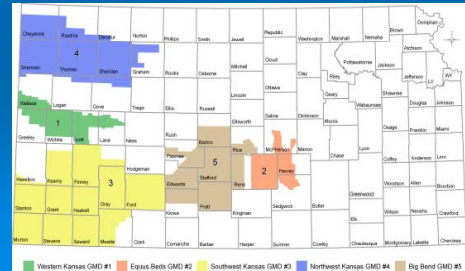 Doniphan
Brown
Cheyenne Rawlins Decatur Norton Phillips Smith Jewell Republic Washington Marshall Nemaha
Atchison
Cloud
4
Sherman Thomas Sheridan Graham Rooks Osborne Mitchell Clay Riley Pottawatomie Jackson Jefferson LV WY
Ottawa
Lincoln
Shawnee
Wallace Logan Gove Trego Ellis Russell Geary Wabaunsee Douglas Johnson
Saline Dickinson
Ellsworth Morris
1
Greeley Wichita Scott Lane Ness Rush Barton Rice McPherson Marion Chase Lyon Osage Franklin Miami
Pawnee
5
Hodgeman Stafford 2 Harvey Coffey Anderson Linn
Hamilton Kearny Finney Edwards Reno
3
Gray Ford Pratt Sedgwick Butler Greenwood Woodson Allen Bourbon
Stanton Grant Haskell Kiowa Kingman Elk Wilson Neosho Crawford
Morton Stevens Seward Meade Clark Comanche Barber Harper Sumner Cowley Chautauqua Montgomery Labette Cherokee
Western Kansas GMD #1 Equus Beds GMD #2 Southwest Kansas GMD #3 Northwest Kansas GMD #4 Big Bend GMD #5